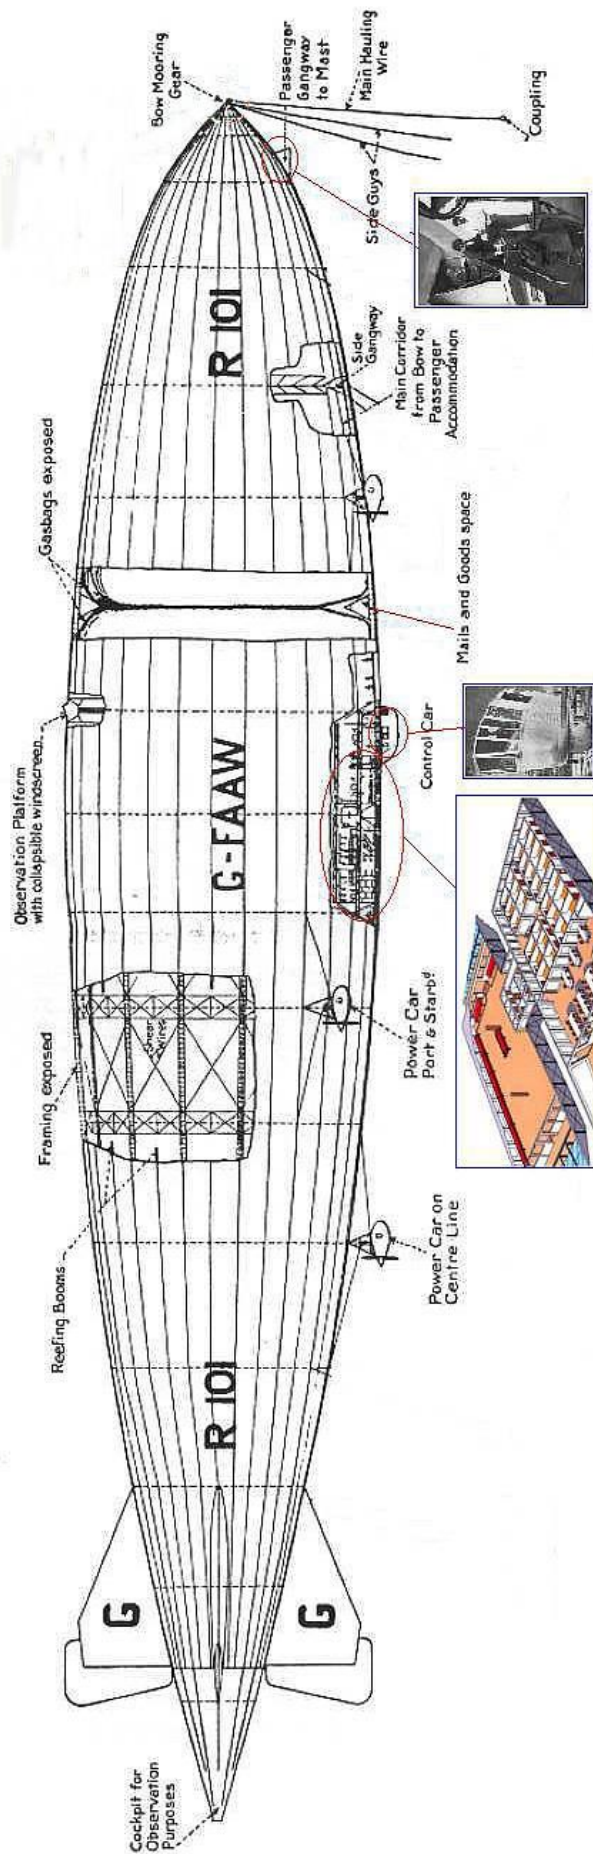 Bow Mooring
Gear
Passenger
Gangway
to Mast
Main Hauling
Wire
Coupling
Side Guys
R 101
Side
Gangway
Main Corridor
from Bow to
Passenger
Accommodation
Gasbags exposed
Mails and Goods space
Observation Platform
with collapsible windscreen
G-FAAW
Control Car
Framing exposed
Shear
Wires
Power Car
Port & Starbd
Reefing Booms
Power Car on
Centre Line
R 101
G
G
Cockpit for
Observation
Purposes